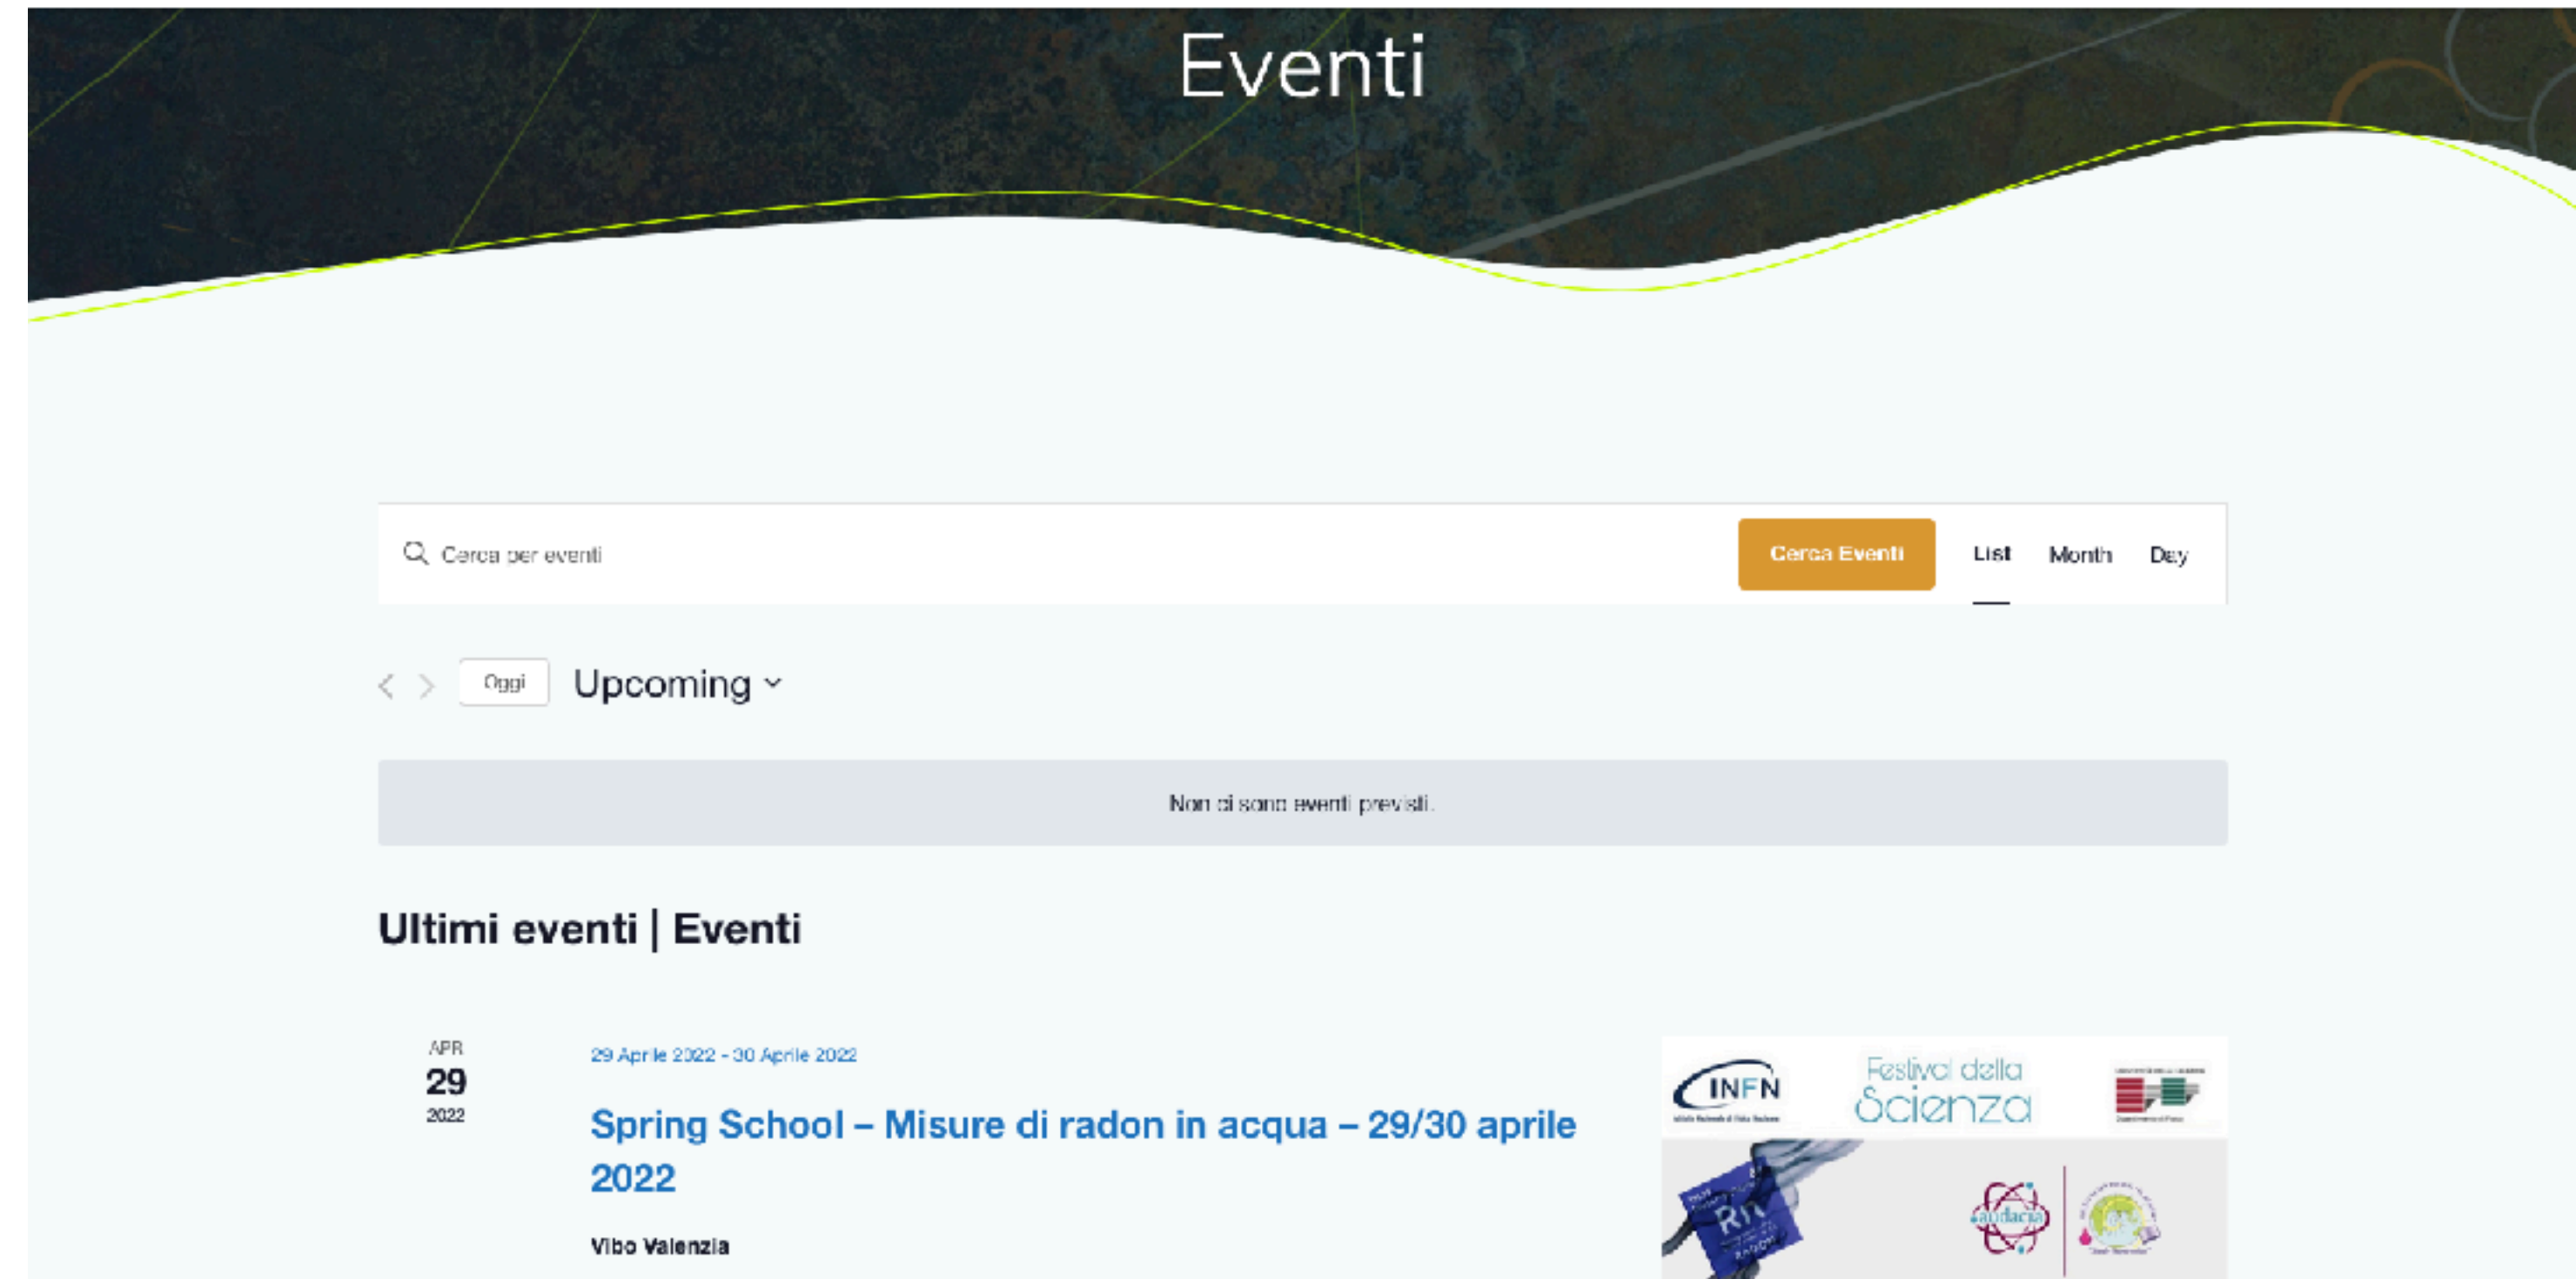 Eventi
Cerca per eventi
Cerca Eventi
List
Month
Day
Oggi
Upcoming
Non ci sono eventi previsti.
Ultimi eventi | Eventi
APR
29
2022
29 Aprile 2022 - 30 Aprile 2022
Spring School – Misure di radon in acqua – 29/30 aprile
2022
Vibo Valenzia
INFN
Festival della
Scienza
Rn
audacia